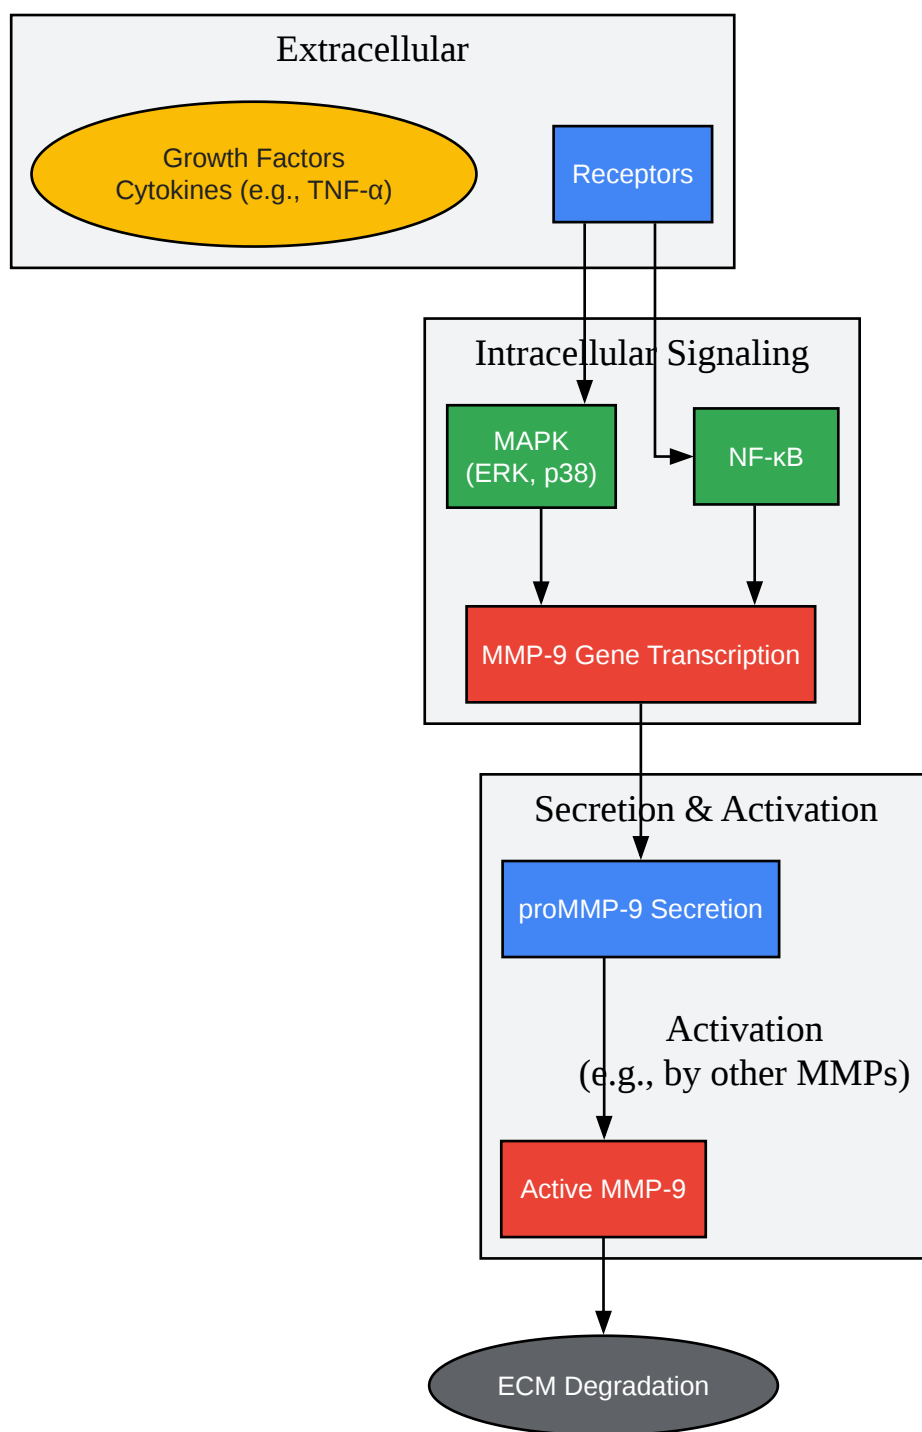 Extracellular
Growth Factors
Cytokines (e.g., TNF-α)
Receptors
Intracellular Signaling
MAPK
(ERK, p38)
NF-κB
MMP-9 Gene Transcription
Secretion & Activation
proMMP-9 Secretion
Activation
(e.g., by other MMPs)
Active MMP-9
ECM Degradation